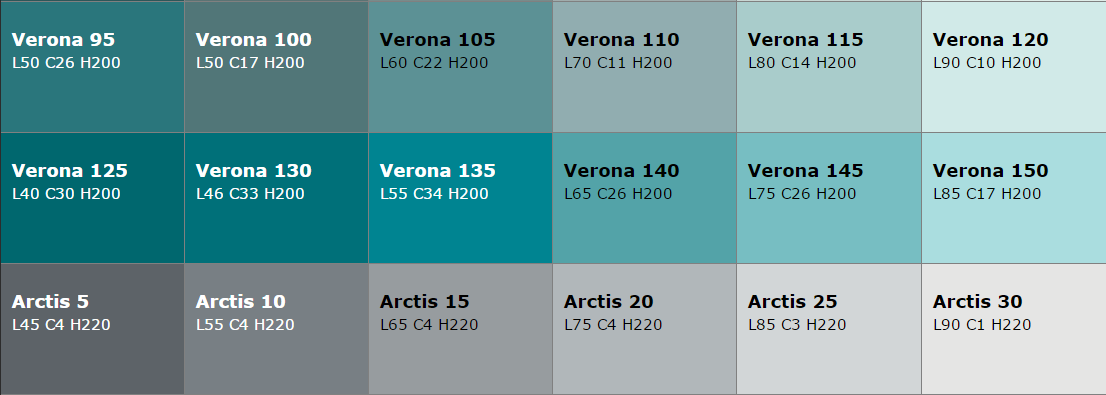 Verona 95
L50 C26 H200
Verona 100
L50 C17 H200
Verona 105
L60 C22 H200
Verona 110
L70 C11 H200
Verona 115
L80 C14 H200
Verona 120
L90 C10 H200
Verona 125
L40 C30 H200
Verona 130
L46 C33 H200
Verona 135
L55 C34 H200
Verona 140
L65 C26 H200
Verona 145
L75 C26 H200
Verona 150
L85 C17 H200
Arctis 5
L45 C4 H220
Arctis 10
L55 C4 H220
Arctis 15
L65 C4 H220
Arctis 20
L75 C4 H220
Arctis 25
L85 C3 H220
Arctis 30
L90 C1 H220